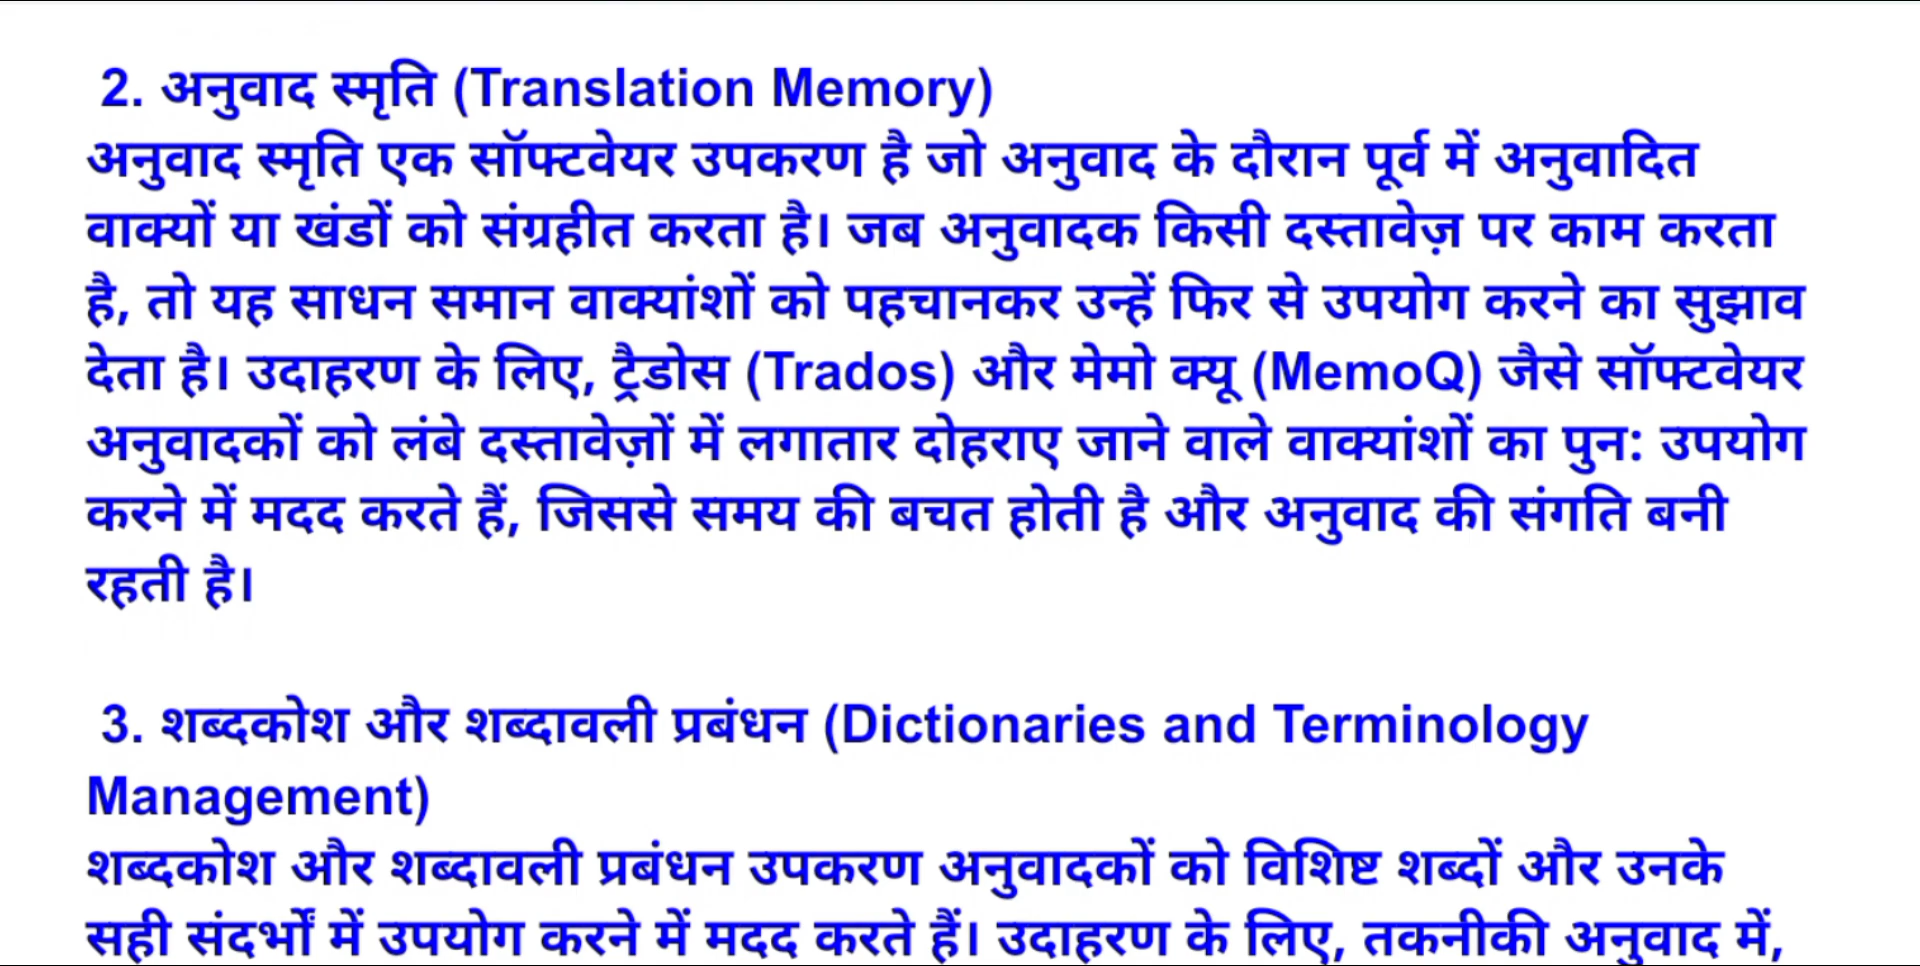 2. अनुवाद स्मृति (Translation Memory)
अनुवाद स्मृति एक सॉफ्टवेयर उपकरण है जो अनुवाद के दौरान पूर्व में अनुवादित
वाक्यों या खंडों को संग्रहीत करता है। जब अनुवादक किसी दस्तावेज़ पर काम करता
है, तो यह साधन समान वाक्यांशों को पहचानकर उन्हें फिर से उपयोग करने का सुझाव
देता है। उदाहरण के लिए, ट्रैडोस (Trados) और मेमो क्यू (MemoQ) जैसे सॉफ्टवेयर
अनुवादकों को लंबे दस्तावेज़ों में लगातार दोहराए जाने वाले वाक्यांशों का पुन: उपयोग
करने में मदद करते हैं, जिससे समय की बचत होती है और अनुवाद की संगति बनी
रहती है।
3. शब्दकोश और शब्दावली प्रबंधन (Dictionaries and Terminology
Management)
शब्दकोश और शब्दावली प्रबंधन उपकरण अनुवादकों को विशिष्ट शब्दों और उनके
सही संदर्भों में उपयोग करने में मदद करते हैं। उदाहरण के लिए, तकनीकी अनुवाद में,